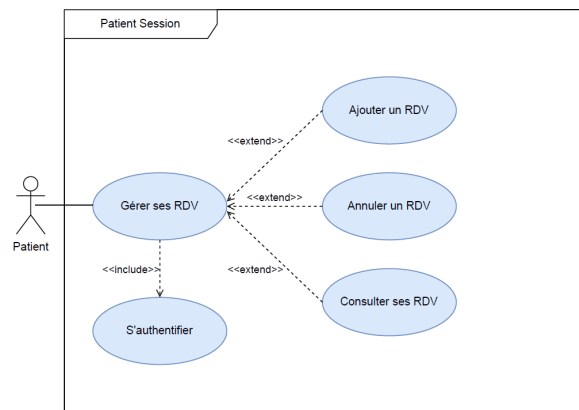 Patient Session
Ajouter un RDV
<<extend>>
Gérer ses RDV
<<extend>>
Annuler un RDV
Patient
<<include>>
<<extend>>
Consulter ses RDV
S'authentifier